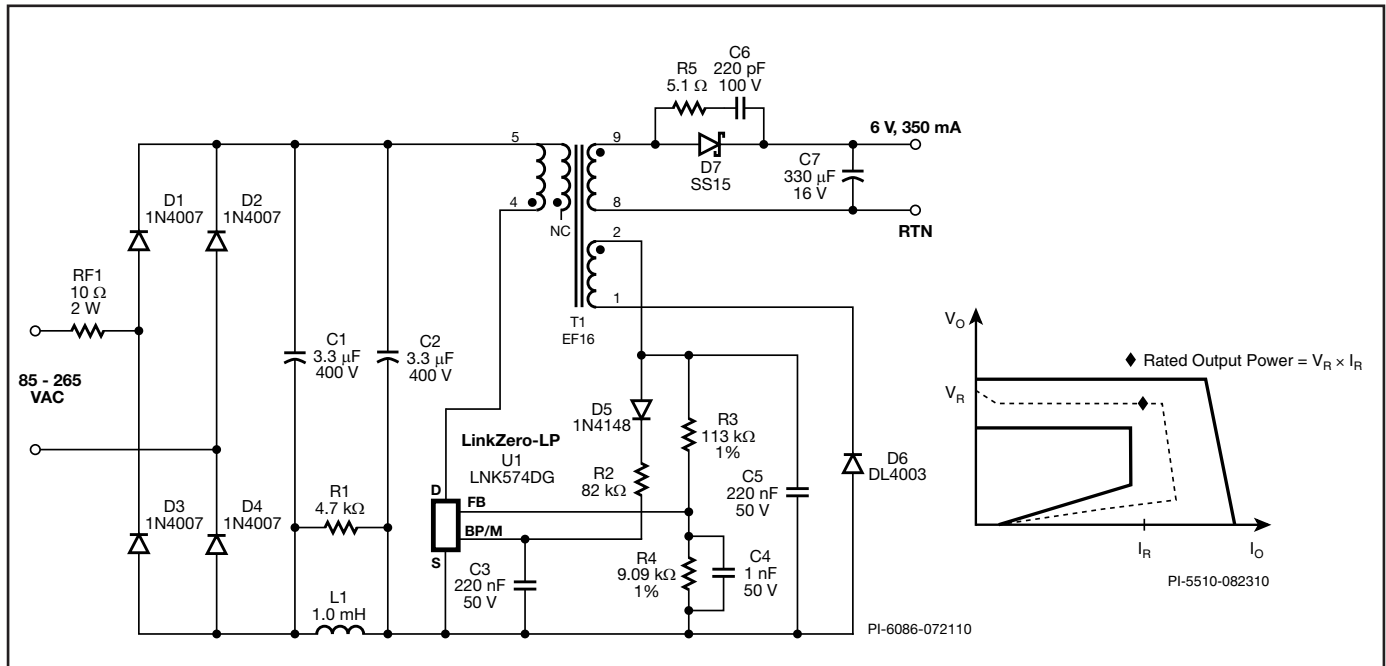 C6
220 pF
100 V
R5
5.1 Ω
6 V, 350 mA
D7
SS15
C7
330 μF
16 V
RTN
5
4
NC
9
8
2
1
T1
EF16
D1
1N4007
D2
1N4007
RF1
10 Ω
2 W
85 - 265
VAC
C1
3.3 μF
400 V
C2
3.3 μF
400 V
D3
1N4007
D4
1N4007
R1
4.7 kΩ
L1
1.0 mH
LinkZero-LP
U1
LNK574DG
D
FB
BP/M
S
D5
1N4148
R2
82 kΩ
R3
113 kΩ
1%
C5
220 nF
50 V
D6
DL4003
C3
220 nF
50 V
R4
9.09 kΩ
1%
C4
1 nF
50 V
PI-6086-072110
VO
VR
Rated Output Power = VR × IR
IR
IO
PI-5510-082310